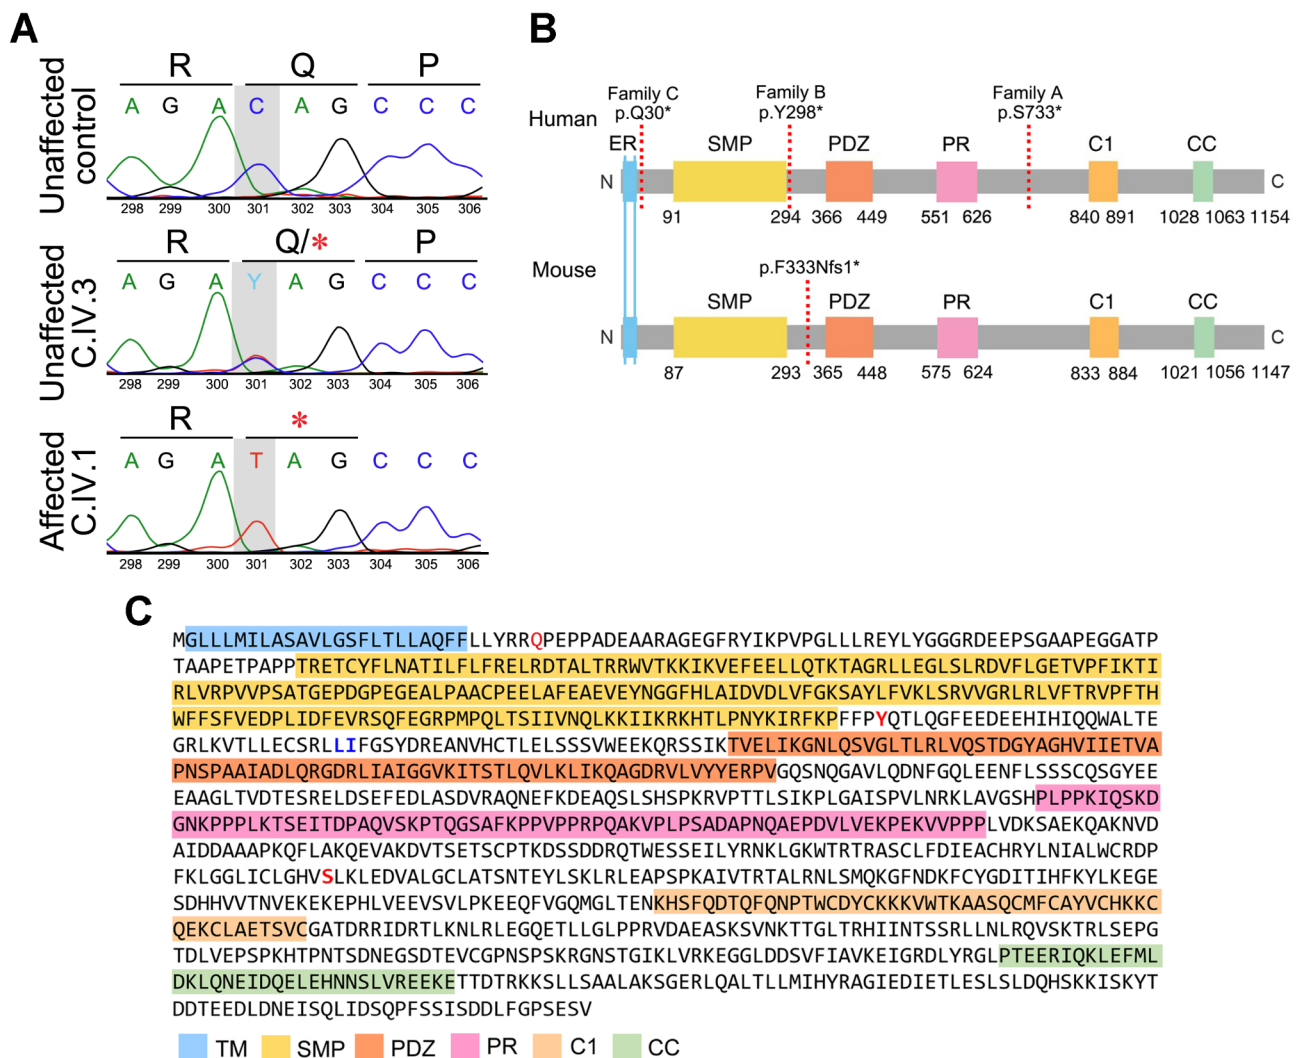 A
Unaffected control
R Q P
A G A C A G C C C
298 299 300 301 302 303 304 305 306
Unaffected C.IV.3
R Q/* P
A G A Y A G C C C
298 299 300 301 302 303 304 305 306
Affected C.IV.1
R *
A G A T A G C C C
298 299 300 301 302 303 304 305 306
B
Family C Family B Family A
p.Q30* p.Y298* p.S733*
Human
ER SMP PDZ PR C1 CC
N C
91 294 366 449 551 626 840 891 1028 1063 1154
Mouse
p.F333Nfs1*
SMP PDZ PR C1 CC
N C
87 293 365 448 575 624 833 884 1021 1056 1147
C
MGLLLMILASAVLGSFLTLLAQFFLLYRRQPEPPADEAARAGEGFRYIKPVPGLLLREYLYGGGRDEEPSGAAPEGGATP
TAAPETPAPPTRETCYFLNATILFLFRELRDTALTRRWVTKKIKVEFEELLQTKTAGRLLEGLSLRDVFLGETVPFIKTI
RLVRPVVPSATGEPDGPEGEALPAACPEELAFEAEVEYNGGFHLAIDVDLVFGKSAYLFVKLSRVVGRLRLVFTRVPFTH
WFFSFVEDPLIDFEVRSQFEGRPMPQLTSIIVNQLKKIIKRKHTLPNYKIRFKPFFPYQTLQGFEEDEEHIHIQQWALTE
GRLKVTLLECSRLLIFGSYDREANVHCTLELSSSVWEEKQRSSIKTVELIKGNLQSVGLTLRLVQSTDGYAGHVIIETVA
PNSPAAIADLQRGDRLIAIGGVKITSTLQVLKLIKQAGDRVLVYYERPVGQSNQGAVLQDNFGQLEENFLSSSCQSGYEE
EAAGLTVDTESRELDSEFEDLASDVRAQNEFKDEAQSLSHSPKRVPTTLSIKPLGAISPVLNRKLAVGSHPLPPKIQSKD
GNKPPPLKTSEITDPAQVSKPTQGSAFKPPVPPRPQAKVPLPSADAPNQAEPDVLVEKPEKVVPPPLVDKSAEKQAKNVD
AIDDAAAPKQFLAKQEVAKDVTSETSCPTKDSSDDRQTWESSEILYRNKLGKWTRTRASCLFDIEACHRYLNIALWCRDP
FKLGGLICLGHVSLKLEDVALGCLATSNTEYLSKLRLEAPSPKAIVTRTALRNLSMQKGFNDKFCYGDITIHFKYLKEGE
SDHHVVTNVEKEKEPHLVEEVSVLPKEEQFVGQMGLTENKHSFQDTQFQNPTWCDYCKKKVWTKAASQCMFCAYVCHKKC
QEKCLAETSVCGATDRRIDRTLKNLRLEGQETLLGLPPRVDAEASKSVNKTTGLTRHIINTSSRLLNLRQVSKTRLSEPG
TDLVEPSPKHTPNTSDNEGSDTEVCGPNSPSKRGNSTGIKLVRKEGGLDDSVFIAVKEIGRDLYRGLPTEERIQKLEFML
DKLQNEIDQELEHNNSLVREEKETTDTRKKSLLSAALAKSGERLQALTLLMIHYRAGIEDIETLESLSLDQHSKKISKYT
DDTEEDLDNEISQLIDSQPFSSISDDLFGPSESV
TM SMP PDZ PR C1 CC